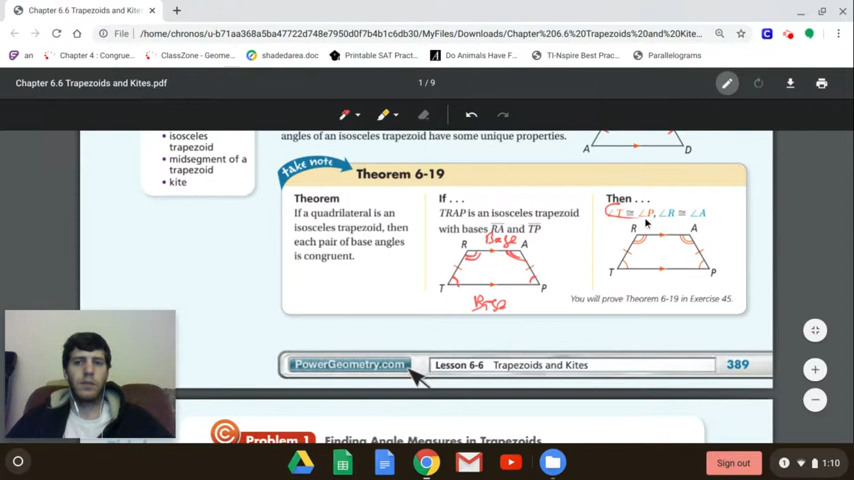 Chapter 6.6 Trapezoids and Kites
File
/home/chronos/u-b71aa368a5ba47722d748e7950d0f7b4b1c6db30/MyFiles/Downloads/Chapter%206.6%20Trapezoids%20and%20Kite...
an
Chapter 4 : Congrue...
ClassZone - Geome...
shadedarea.doc
Printable SAT Practi...
Do Animals Have F...
TI-Nspire Best Prac...
Parallelograms
Chapter 6.6 Trapezoids and Kites.pdf
1 / 9
• isosceles
trapezoid
• midsegment of a
trapezoid
• kite
angles of an isosceles trapezoid have some unique properties.
A D
take note
Theorem 6-19
Theorem
If a quadrilateral is an
isosceles trapezoid, then
each pair of base angles
is congruent.
If . . .
TRAP is an isosceles trapezoid
with bases RA and TP
Base
R A
T P
Base
Then . . .
∠T ≅ ∠P, ∠R ≅ ∠A
R A
T P
You will prove Theorem 6-19 in Exercise 45.
PowerGeometry.com
Lesson 6-6 Trapezoids and Kites
389
C Problem 1 Finding Angle Measures in Trapezoids
Sign out
1
1:10